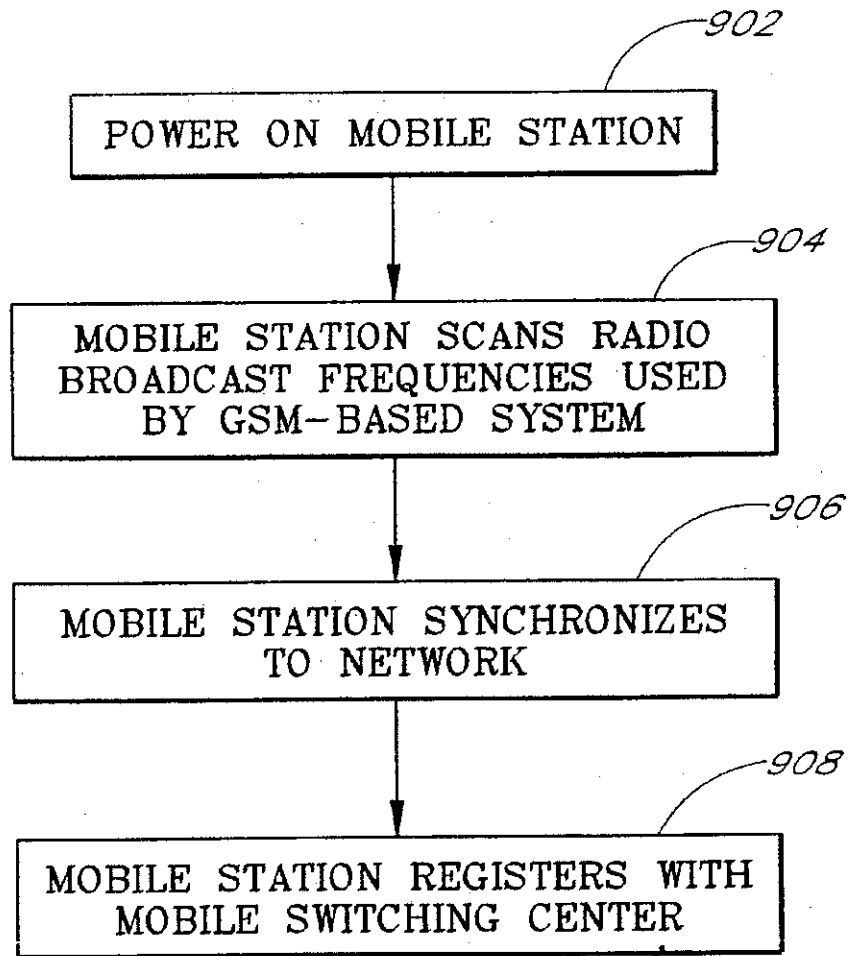 902
POWER ON MOBILE STATION
904
MOBILE STATION SCANS RADIO
BROADCAST FREQUENCIES USED
BY GSM-BASED SYSTEM
906
MOBILE STATION SYNCHRONIZES
TO NETWORK
908
MOBILE STATION REGISTERS WITH
MOBILE SWITCHING CENTER